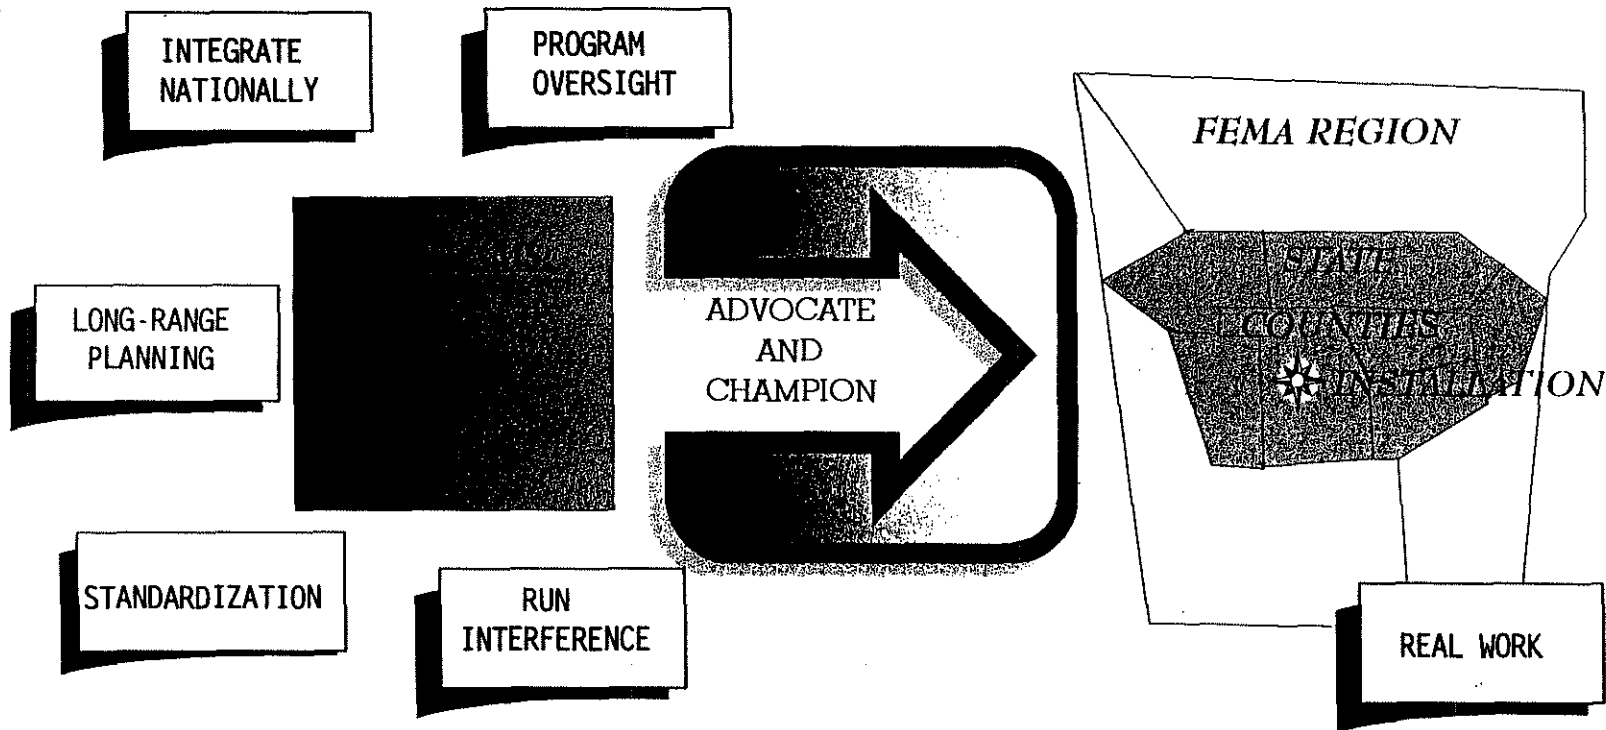 INTEGRATE
NATIONALLY
PROGRAM
OVERSIGHT
LONG-RANGE
PLANNING
STANDARDIZATION
RUN
INTERFERENCE
ADVOCATE
AND
CHAMPION
FEMA REGION
STATE
COUNTIES
INSTALLATION
REAL WORK